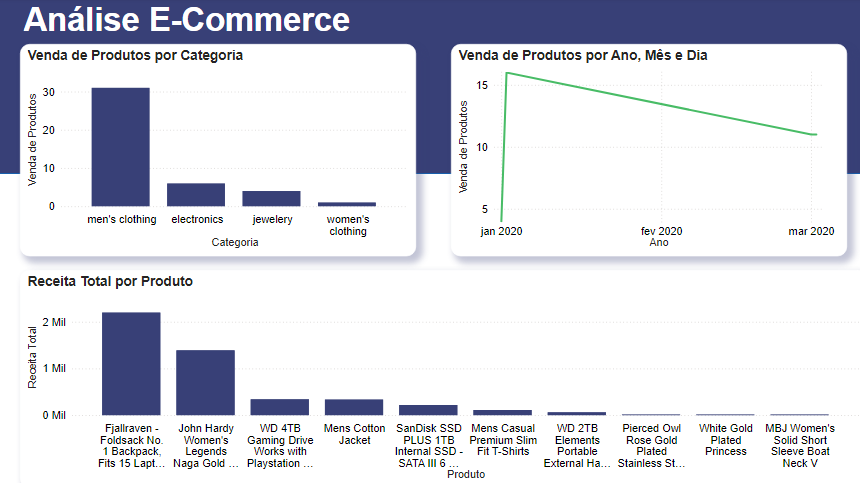 Análise E-Commerce
Venda de Produtos por Categoria
Venda de Produtos
30
20
10
0
men's clothing
electronics
jewelery
women's
clothing
Categoria
Venda de Produtos por Ano, Mês e Dia
Venda de Produtos
15
10
5
jan 2020
fev 2020
mar 2020
Ano
Receita Total por Produto
Receita Total
2 Mil
1 Mil
0 Mil
Fjallraven -
Foldsack No.
1 Backpack,
Fits 15 Lapt...
John Hardy
Women's
Legends
Naga Gold ...
WD 4TB
Gaming Drive
Works with
Playstation ...
Mens Cotton
Jacket
SanDisk SSD
PLUS 1TB
Internal SSD -
SATA III 6 ...
Mens Casual
Premium Slim
Fit T-Shirts
WD 2TB
Elements
Portable
External Ha...
Pierced Owl
Rose Gold
Plated
Stainless St...
White Gold
Plated
Princess
MBJ Women's
Solid Short
Sleeve Boat
Neck V
Produto